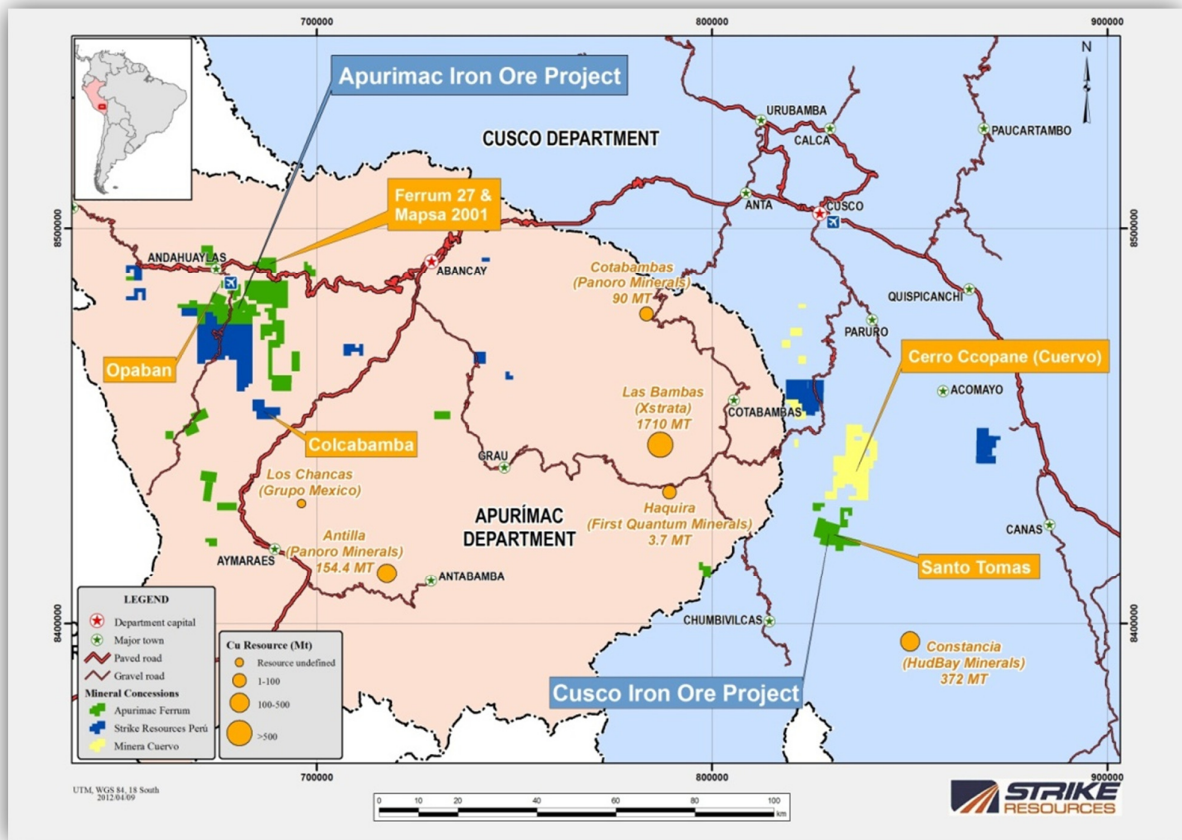 700000
800000
900000
N
Apurimac Iron Ore Project
CUSCO DEPARTMENT
URUBAMBA
CALCA
PAUCARTAMBO
Ferrum 27 &
Mapsa 2001
ANTA
CUSCO
8500000
8500000
ANDAHUAYLAS
ABANCAY
Cotabambas
(Panoro Minerals)
90 MT
QUISPICANCHI
PARURO
Opaban
Cerro Ccopane (Cuervo)
Las Bambas
(Xstrata)
1710 MT
ACOMAYO
COTABAMBAS
Colcabamba
GRAU
Los Chancas
(Grupo Mexico)
Haquira
(First Quantum Minerals)
3.7 MT
APURÍMAC
DEPARTMENT
CANAS
Antilla
(Panoro Minerals)
154.4 MT
AYMARAES
ANTABAMBA
Santo Tomas
CHUMBIVILCAS
8400000
8400000
Constancia
(HudBay Minerals)
372 MT
Cusco Iron Ore Project
LEGEND
Department capital
Major town
Paved road
Gravel road
Mineral Concessions
Apurimac Ferrum
Strike Resources Perú
Minera Cuervo
Cu Resource (Mt)
Resource undefined
1-100
100-500
>500
700000
800000
900000
UTM, WGS 84, 18 South
2012/04/09
0 10 20 40 60 80 100
km
STRIKE
RESOURCES